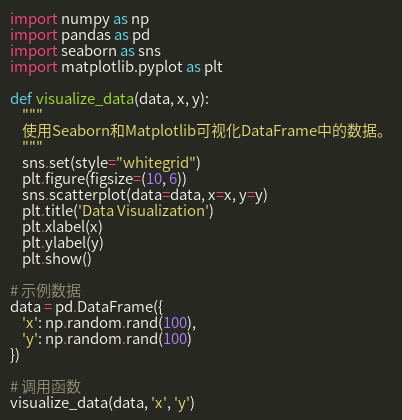 import numpy as np
import pandas as pd
import seaborn as sns
import matplotlib.pyplot as plt

def visualize_data(data, x, y):
    """
    使用Seaborn和Matplotlib可视化DataFrame中的数据。
    """
    sns.set(style="whitegrid")
    plt.figure(figsize=(10, 6))
    sns.scatterplot(data=data, x=x, y=y)
    plt.title('Data Visualization')
    plt.xlabel(x)
    plt.ylabel(y)
    plt.show()

# 示例数据
data = pd.DataFrame({
    'x': np.random.rand(100),
    'y': np.random.rand(100)
})

# 调用函数
visualize_data(data, 'x', 'y')